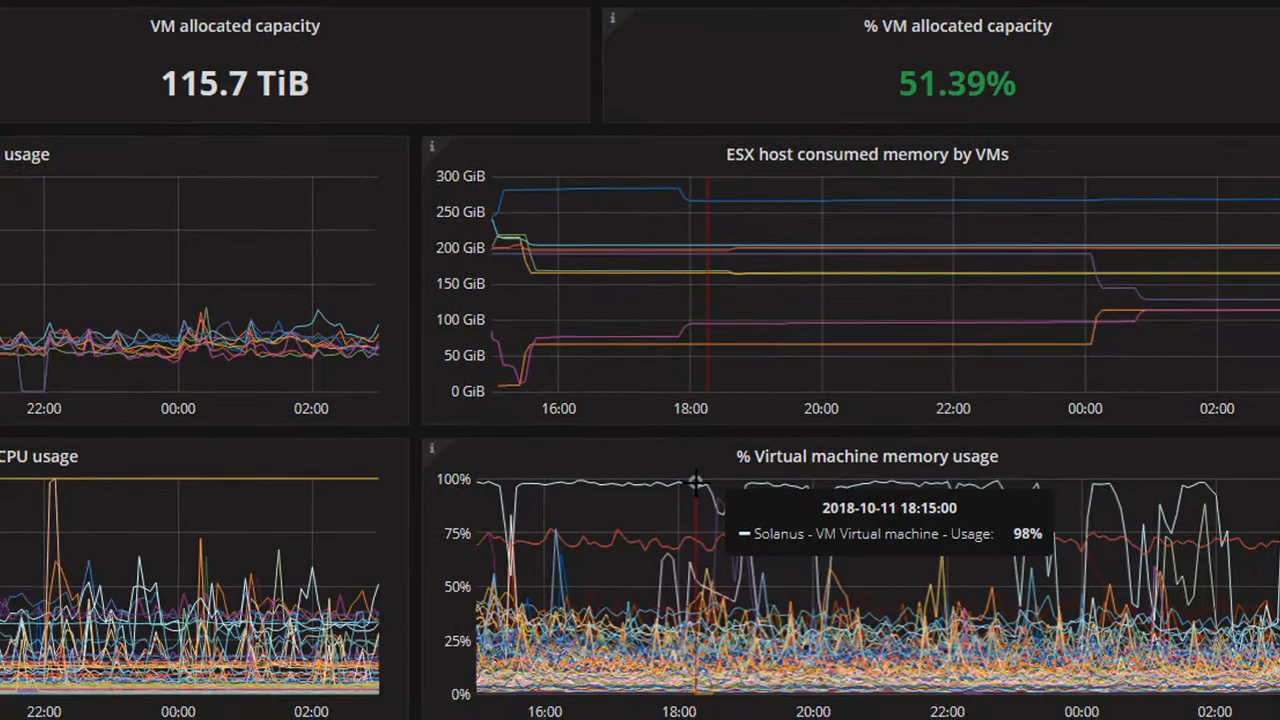 VM allocated capacity
115.7 TiB
% VM allocated capacity
51.39%
usage
22:00 00:00 02:00
ESX host consumed memory by VMs
300 GiB
250 GiB
200 GiB
150 GiB
100 GiB
50 GiB
0 GiB
16:00 18:00 20:00 22:00 00:00 02:00
CPU usage
22:00 00:00 02:00
% Virtual machine memory usage
100%
75%
50%
25%
0%
2018-10-11 18:15:00
Solanus - VM Virtual machine - Usage: 98%
16:00 18:00 20:00 22:00 00:00 02:00